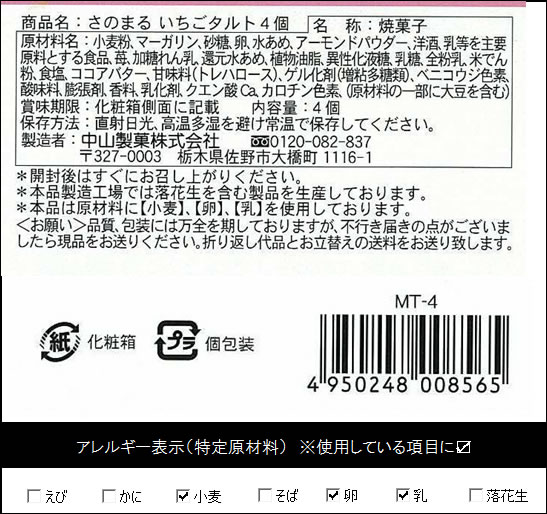 商品名：さのまる いちごタルト4個 名 称：焼菓子
原材料名：小麦粉、マーガリン、砂糖、卵、水あめ、アーモンドパウダー、洋酒、乳等を主要
原料とする食品、苺、加糖れん乳、還元水あめ、植物油脂、異性化液糖、乳糖、全粉乳、米でん
粉、食塩、ココアバター、甘味料(トレハロース)、ゲル化剤(増粘多糖類)、ベニコウジ色素、
酸味料、膨張剤、香料、乳化剤、クエン酸Ca、カロチン色素、(原材料の一部に大豆を含む)
賞味期限：化粧箱側面に記載 内容量：4個
保存方法：直射日光、高温多湿を避け常温で保存してください。
製造者：中山製菓株式会社 0120-082-837
〒327-0003 栃木県佐野市大橋町 1116-1
＊開封後はすぐにお召し上がりください。
＊本品製造工場では落花生を含む製品を生産しております。
＊本品は原材料に【小麦】、【卵】、【乳】を使用しております。
＜お願い＞品質、包装には万全を期しておりますが、不行き届きの点がございま
したら現品をお送りください。折り返し代品とお立替えの送料をお送り致します。
MT-4
紙 化粧箱 プラ 個包装
4 950248 008565
アレルギー表示(特定原材料) ※使用している項目に☑
☐えび ☐かに ☑小麦 ☐そば ☑卵 ☑乳 ☐落花生